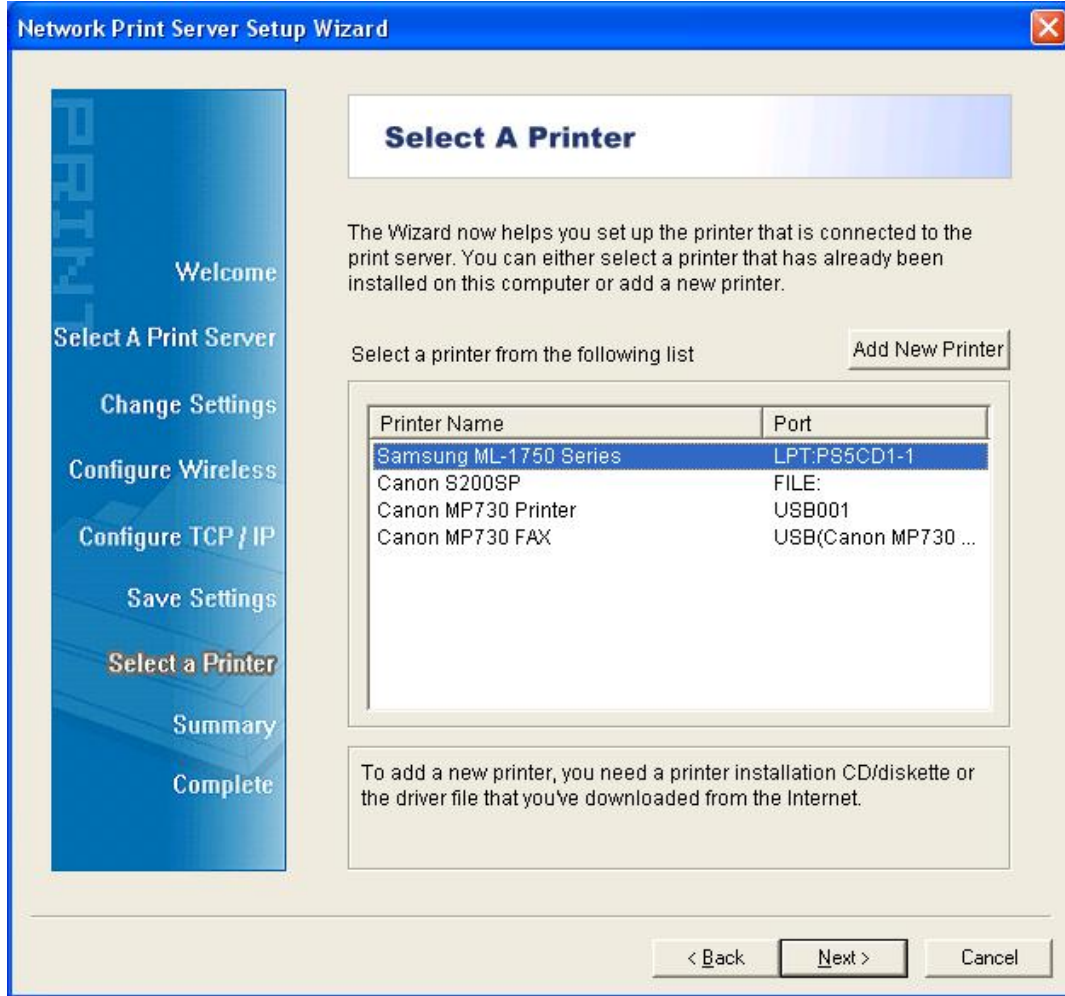 Network Print Server Setup Wizard
PRINT
Welcome
Select A Print Server
Change Settings
Configure Wireless
Configure TCP / IP
Save Settings
Select a Printer
Summary
Complete
Select A Printer
The Wizard now helps you set up the printer that is connected to the
print server. You can either select a printer that has already been
installed on this computer or add a new printer.
Select a printer from the following list
Add New Printer
Printer Name Port
Samsung ML-1750 Series LPT:PS5CD1-1
Canon S200SP FILE:
Canon MP730 Printer USB001
Canon MP730 FAX USB(Canon MP730 ...
To add a new printer, you need a printer installation CD/diskette or
the driver file that you've downloaded from the Internet.
< Back Next > Cancel